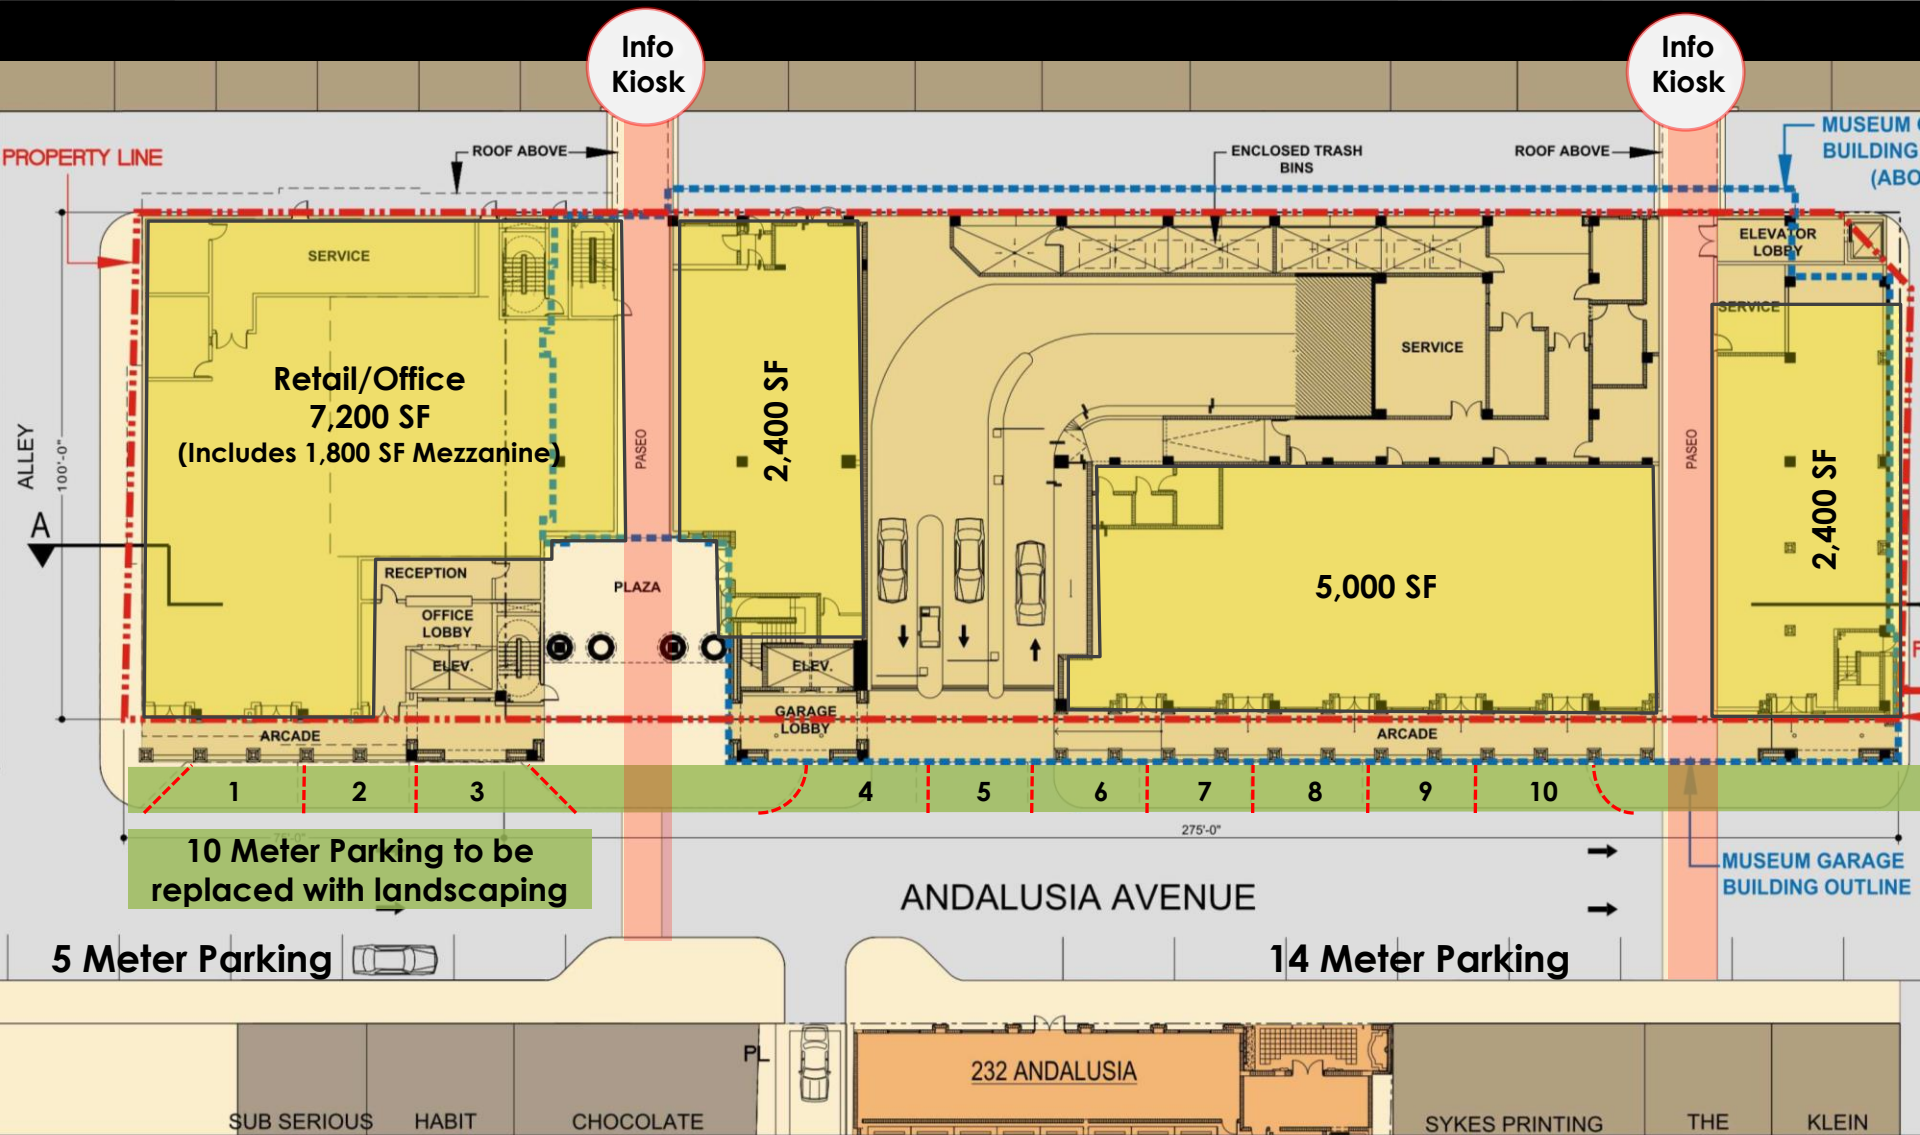 Info
Kiosk
Info
Kiosk
PROPERTY LINE
ROOF ABOVE
ENCLOSED TRASH
BINS
ROOF ABOVE
MUSEUM
BUILDING
(ABO
SERVICE
ELEVATOR
LOBBY
SERVICE
SERVICE
Retail/Office
7,200 SF
(Includes 1,800 SF Mezzanine)
PASEO
2,400 SF
PASEO
2,400 SF
ALLEY
100'-0"
A
RECEPTION
OFFICE
LOBBY
ELEV.
PLAZA
5,000 SF
ELEV.
GARAGE
LOBBY
ARCADE
ARCADE
1
2
3
4
5
6
7
8
9
10
75'-0"
275'-0"
10 Meter Parking to be
replaced with landscaping
ANDALUSIA AVENUE
MUSEUM GARAGE
BUILDING OUTLINE
5 Meter Parking
14 Meter Parking
PL
232 ANDALUSIA
SUB SERIOUS
HABIT
CHOCOLATE
SYKES PRINTING
THE
KLEIN